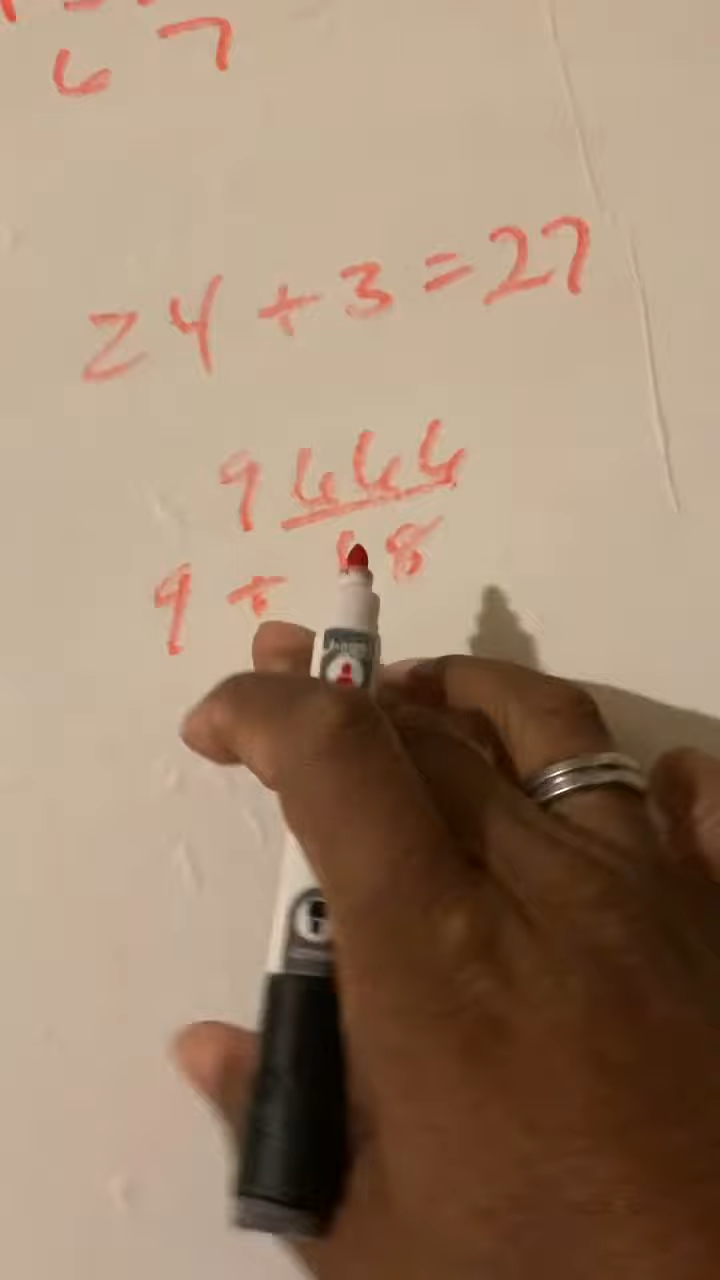 67
24 + 3 = 27
9666
9 + 18